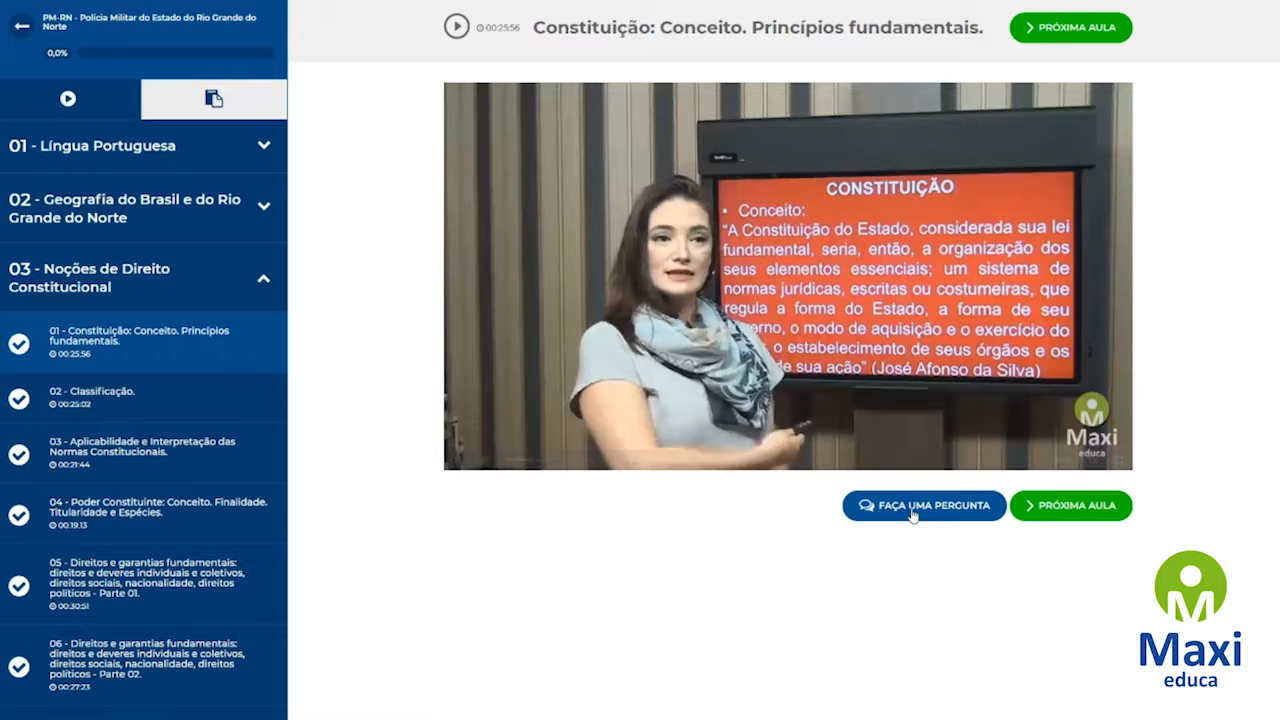 PM-RN - Polícia Militar do Estado do Rio Grande do
Norte
0,0%
01 - Língua Portuguesa
02 - Geografia do Brasil e do Rio
Grande do Norte
03 - Noções de Direito
Constitucional
01 - Constituição: Conceito. Princípios
fundamentais.
00:25:56
02 - Classificação.
00:25:02
03 - Aplicabilidade e Interpretação das
Normas Constitucionais.
00:21:44
04 - Poder Constituinte: Conceito. Finalidade.
Titularidade e Espécies.
00:19:13
05 - Direitos e garantias fundamentais:
direitos e deveres individuais e coletivos,
direitos sociais, nacionalidade, direitos
políticos - Parte 01.
00:30:51
06 - Direitos e garantias fundamentais:
direitos e deveres individuais e coletivos,
direitos sociais, nacionalidade, direitos
políticos - Parte 02.
00:27:23
00:25:56
Constituição: Conceito. Princípios fundamentais.
PRÓXIMA AULA
CONSTITUIÇÃO
• Conceito:
“A Constituição do Estado, considerada sua lei
fundamental, seria, então, a organização dos
seus elementos essenciais; um sistema de
normas jurídicas, escritas ou costumeiras, que
regula a forma do Estado, a forma de seu
o modo de aquisição e o exercício do
o estabelecimento de seus órgãos e os
de sua ação” (José Afonso da Silva)
Maxi
educa
FAÇA UMA PERGUNTA
PRÓXIMA AULA
Maxi
educa